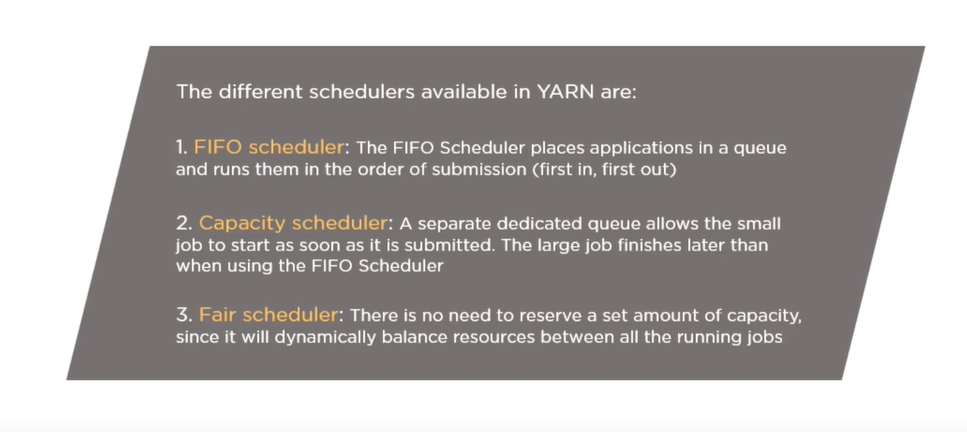 The different schedulers available in YARN are:
1. FIFO scheduler: The FIFO Scheduler places applications in a queue
and runs them in the order of submission (first in, first out)
2. Capacity scheduler: A separate dedicated queue allows the small
job to start as soon as it is submitted. The large job finishes later than
when using the FIFO Scheduler
3. Fair scheduler: There is no need to reserve a set amount of capacity,
since it will dynamically balance resources between all the running jobs